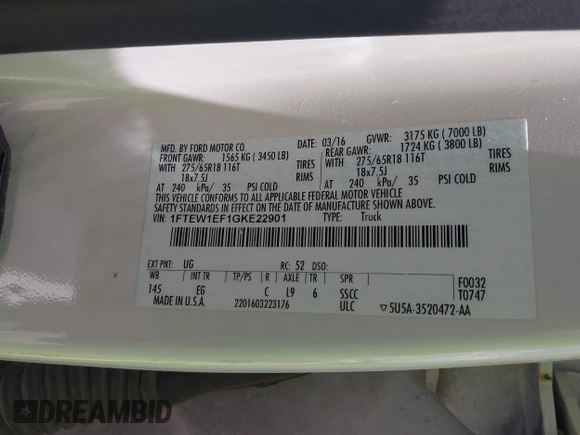 MFD. BY FORD MOTOR CO. 03/16 GVWR: 3175 KG ( 7000 LB)
FRONT GAWR: 1565 KG ( 3450 LB) REAR GAWR: 1724 KG ( 3800 LB)
WITH 275/65R18 116T TIRES WITH 275/65R18 116T TIRES
18x7.5J RIMS 18x7.5J RIMS
AT 240 kPa/ 35 PSI COLD AT 240 kPa/ 35 PSI COLD
THIS VEHICLE CONFORMS TO ALL APPLICABLE FEDERAL MOTOR VEHICLE
SAFETY STANDARDS IN EFFECT ON THE DATE OF MANUFACTURE SHOWN ABOVE.
VIN: 1FTEW1EF1GKE22901 TYPE: Truck
EXT PNT: UG RC: 52 DSO:
WB INT TR TP/PS R AXLE TR SPR F0032
145 EG C L9 6 SSCC T0747
MADE IN U.S.A. 2201603223176 ULC ▽5U5A-3520472-AA
DREAMBID